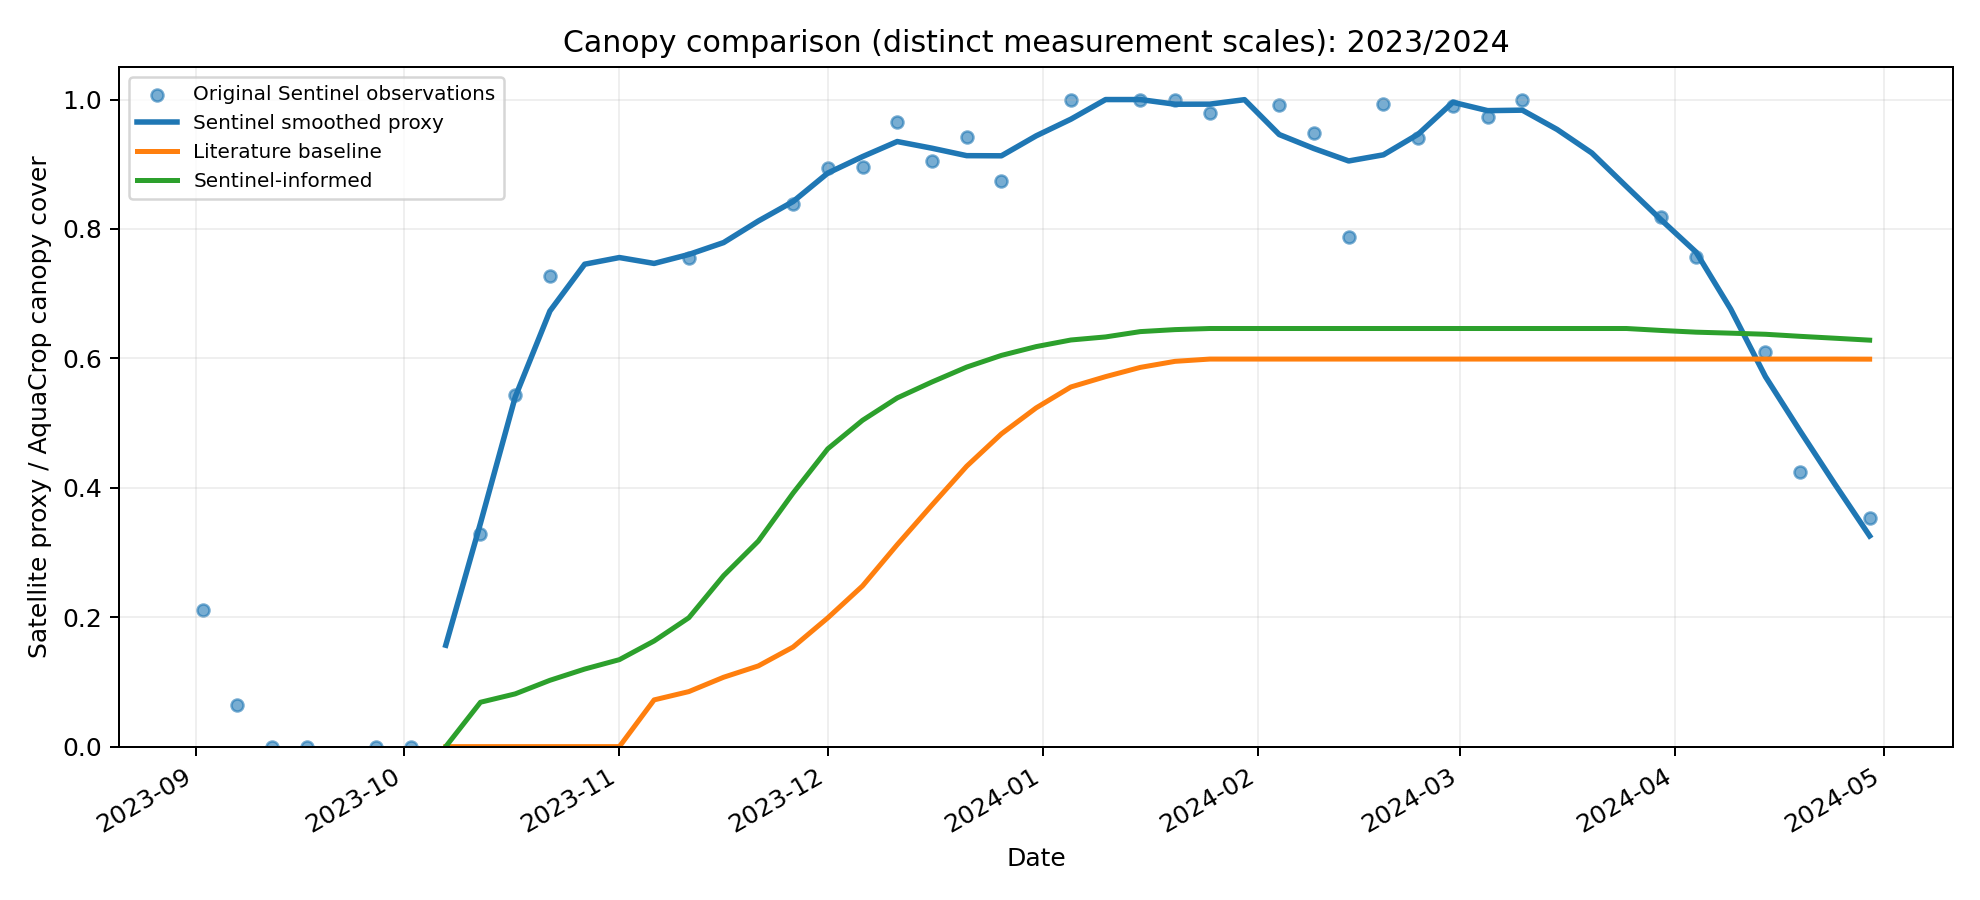 Canopy comparison (distinct measurement scales): 2023/2024
Original Sentinel observations
Sentinel smoothed proxy
Literature baseline
Sentinel-informed
Satellite proxy / AquaCrop canopy cover
1.0
0.8
0.6
0.4
0.2
0.0
2023-09
2023-10
2023-11
2023-12
2024-01
2024-02
2024-03
2024-04
2024-05
Date